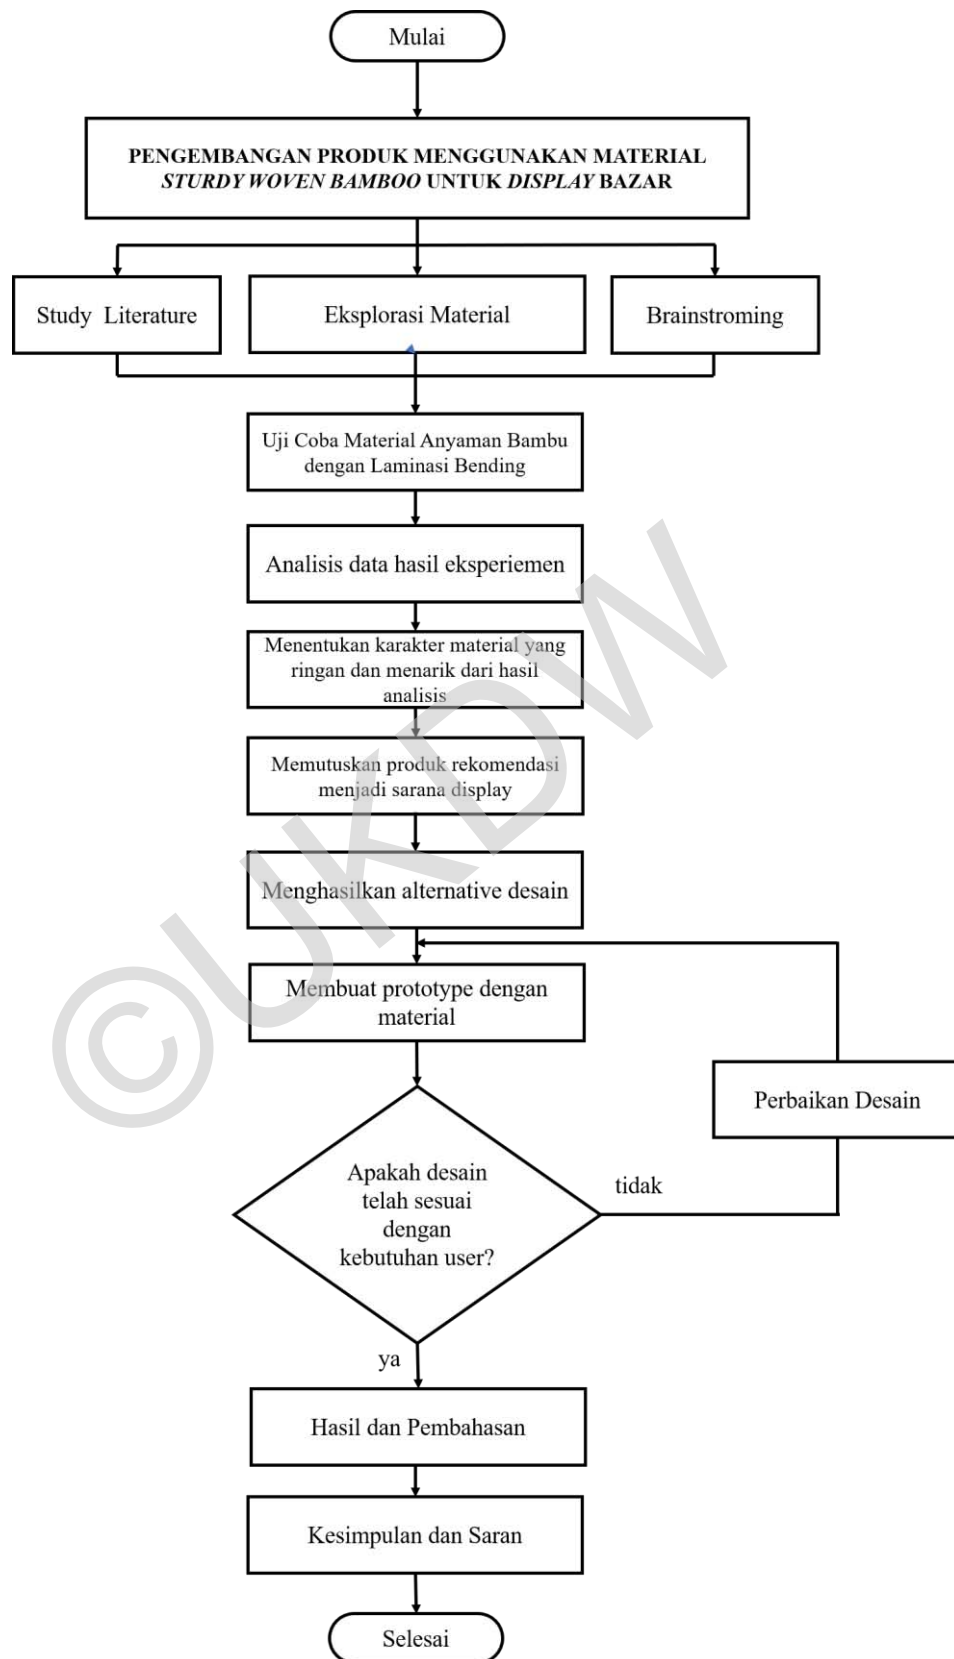 Mulai
PENGEMBANGAN PRODUK MENGGUNAKAN MATERIAL
STURDY WOVEN BAMBOO UNTUK DISPLAY BAZAR
Study Literature
Eksplorasi Material
Brainstroming
Uji Coba Material Anyaman Bambu
dengan Laminasi Bending
Analisis data hasil eksperiemen
Menentukan karakter material yang
ringan dan menarik dari hasil
analisis
Memutuskan produk rekomendasi
menjadi sarana display
Menghasilkan alternative desain
Membuat prototype dengan
material
Perbaikan Desain
Apakah desain
telah sesuai
dengan
kebutuhan user?
tidak
ya
Hasil dan Pembahasan
Kesimpulan dan Saran
Selesai
©UKDW